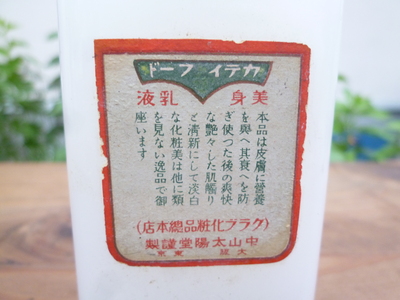 カテイ フード
美身 乳液
本品は皮膚に營養
を與へ其衰へを防
ぎ使つた後の爽快
な艶々した肌觸り
と清新にして淡白
な化粧美は他に類
を見ない逸品で御
座います
(クラブ化粧品總本店)
中山太陽堂謹製
大阪 東京